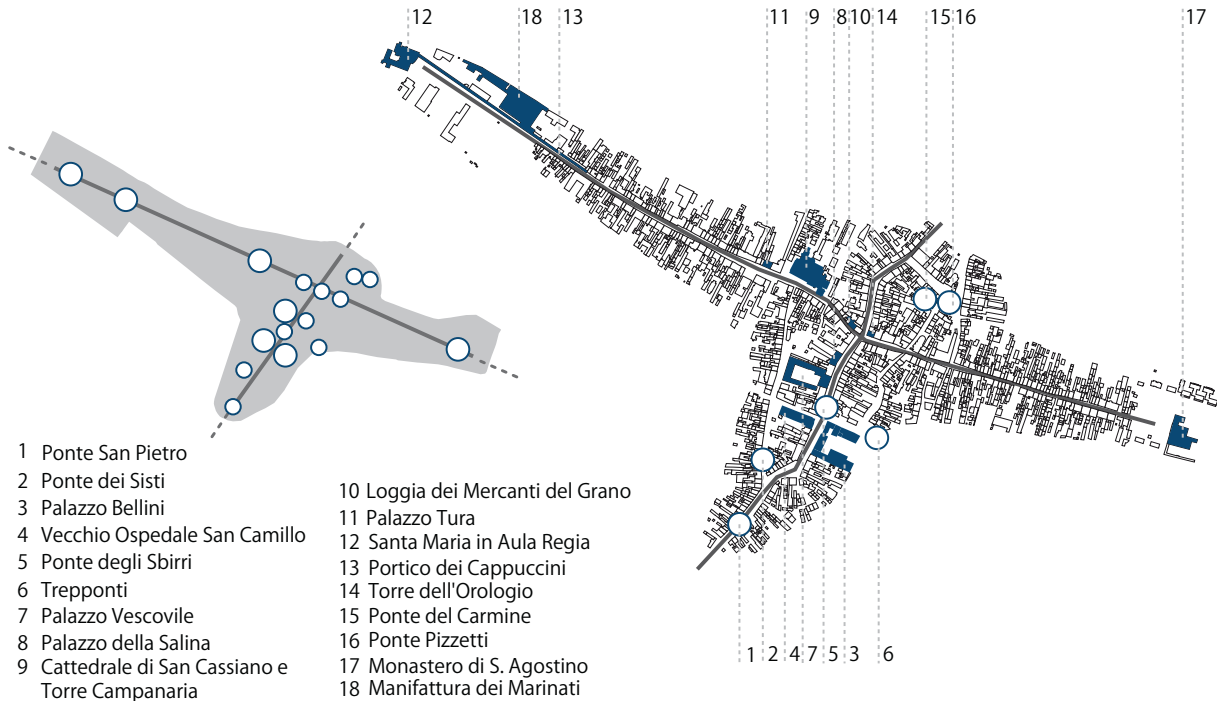 12 18 13 11 9 8 10 14 15 16 17
1 Ponte San Pietro
2 Ponte dei Sisti
3 Palazzo Bellini
4 Vecchio Ospedale San Camillo
5 Ponte degli Sbirri
6 Trepponti
7 Palazzo Vescovile
8 Palazzo della Salina
9 Cattedrale di San Cassiano e
Torre Campanaria
10 Loggia dei Mercanti del Grano
11 Palazzo Tura
12 Santa Maria in Aula Regia
13 Portico dei Cappuccini
14 Torre dell'Orologio
15 Ponte del Carmine
16 Ponte Pizzetti
17 Monastero di S. Agostino
18 Manifattura dei Marinati
1 2 4 7 5 3 6